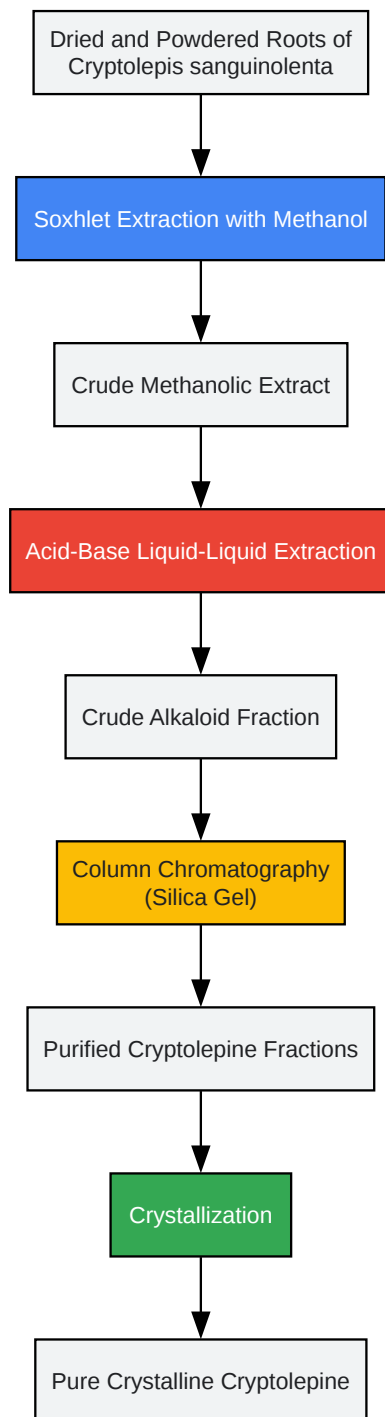 Dried and Powdered Roots of
Cryptolepis sanguinolenta
Soxhlet Extraction with Methanol
Crude Methanolic Extract
Acid-Base Liquid-Liquid Extraction
Crude Alkaloid Fraction
Column Chromatography
(Silica Gel)
Purified Cryptolepine Fractions
Crystallization
Pure Crystalline Cryptolepine